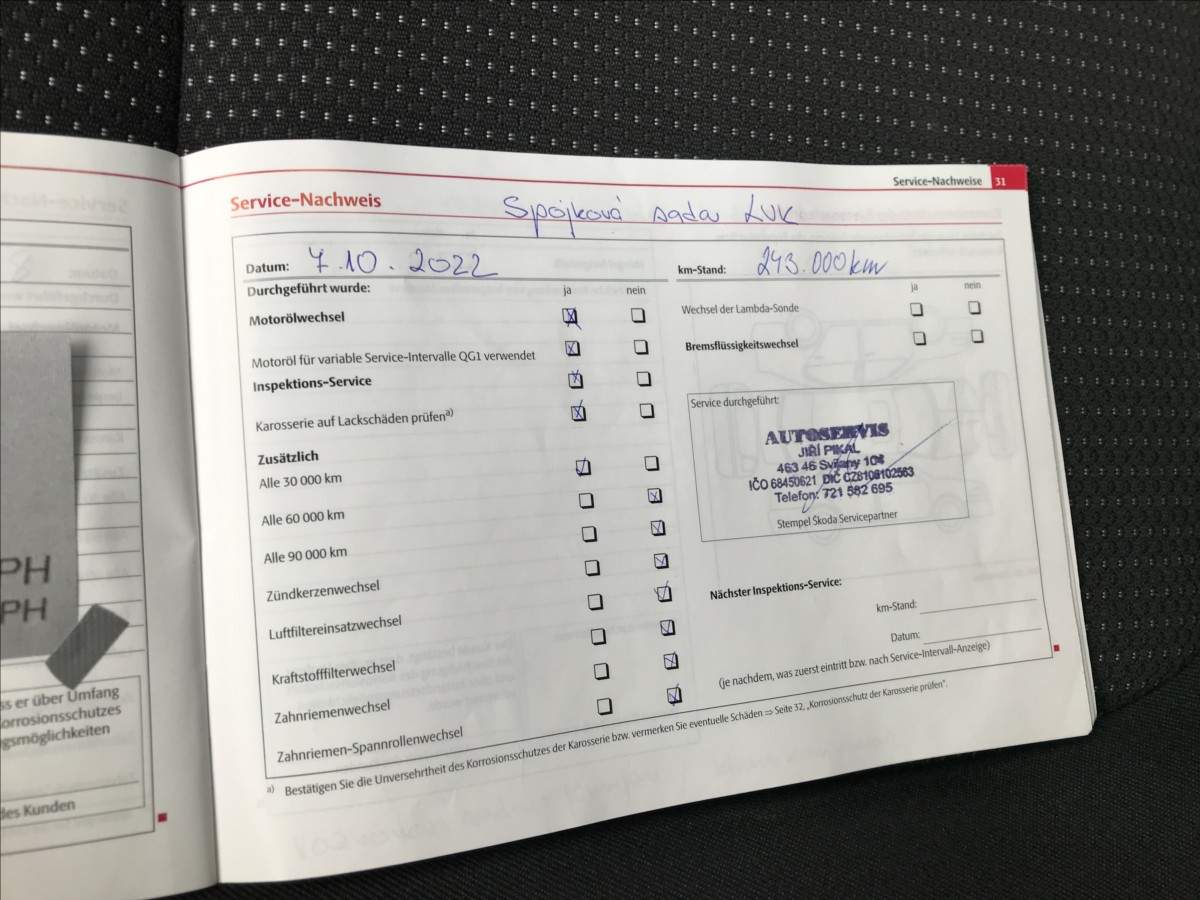 Service-Nachweise 31
Service-Nachweis
Spojková sada LUK
Datum: 7.10.2022
km-Stand: 243.000 km
Durchgeführt wurde:
ja nein
Motorölwechsel
Motoröl für variable Service-Intervalle QG1 verwendet
Inspektions-Service
Karosserie auf Lackschäden prüfen a)
Zusätzlich
Alle 30 000 km
Alle 60 000 km
Alle 90 000 km
Zündkerzenwechsel
Luftfiltereinsatzwechsel
Kraftstofffilterwechsel
Zahnriemenwechsel
Zahnriemen-Spannrollenwechsel
ja nein
Wechsel der Lambda-Sonde
Bremsflüssigkeitswechsel
Service durchgeführt:
AUTOSERVIS
JIŘÍ PIKAL
463 46 Svijany 104
IČO 68450621 DIČ CZ8106102563
Telefon: 721 582 695
Stempel Škoda Servicepartner
Nächster Inspektions-Service:
km-Stand:
Datum:
(je nachdem, was zuerst eintritt bzw. nach Service-Intervall-Anzeige)
a) Bestätigen Sie die Unversehrtheit des Korrosionsschutzes der Karosserie bzw. vermerken Sie eventuelle Schäden ⇒ Seite 32, „Korrosionsschutz der Karosserie prüfen".
PH
PH
ss er über Umfang
orrosionsschutzes
gsmöglichkeiten
des Kunden